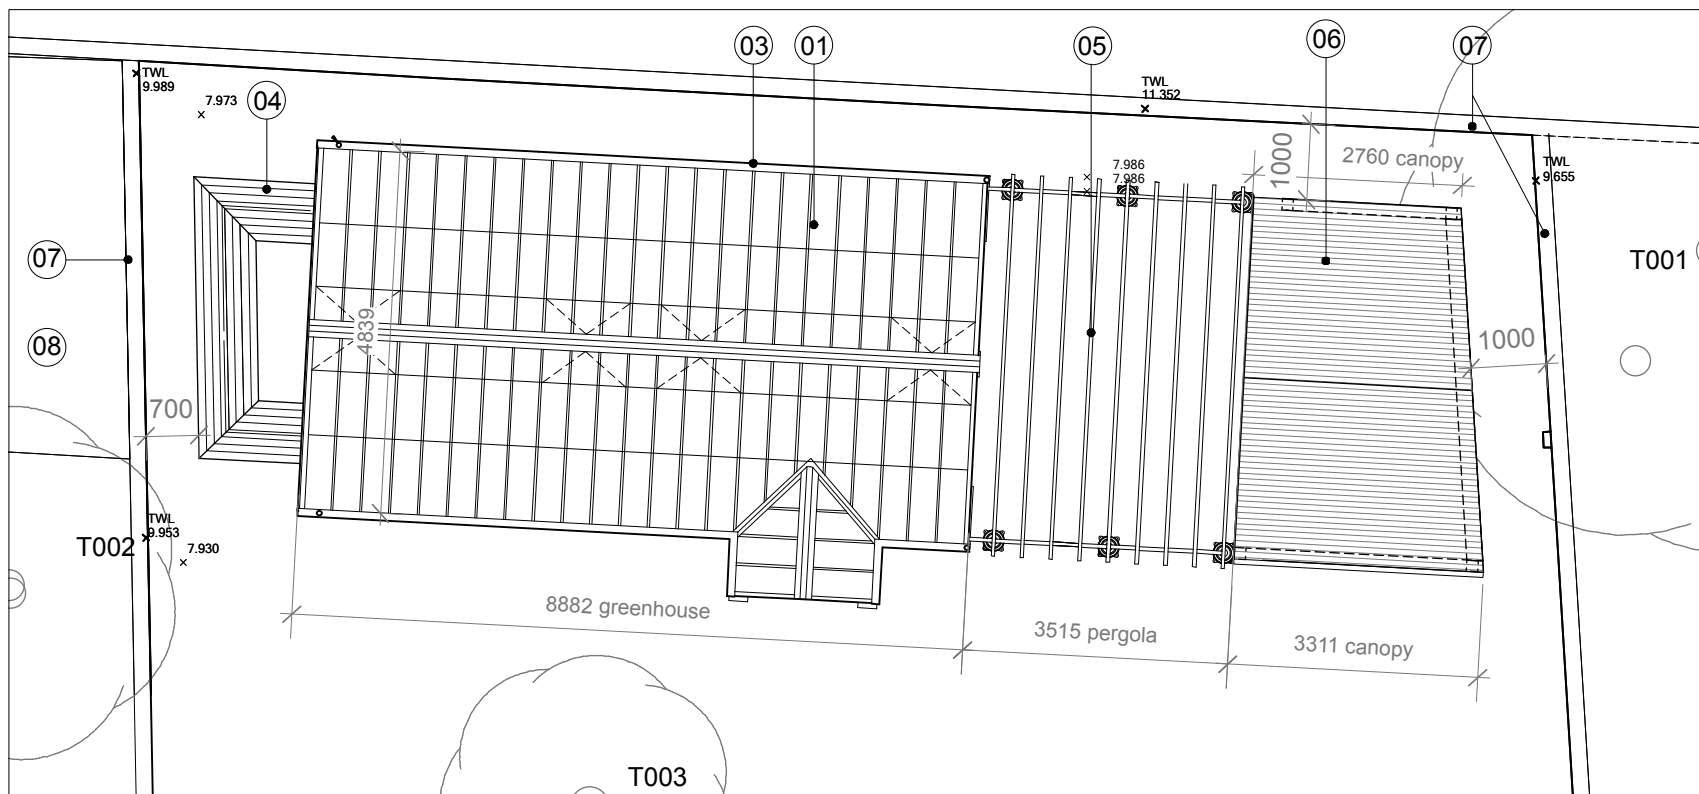 03
01
05
06
07
TWL
9.989
7.973
04
TWL
11.352
1000
2760 canopy
7.986
7.986
TWL
9.655
07
T001
08
4839
1000
700
TWL
9.953
T002
7.930
8882 greenhouse
3515 pergola
3311 canopy
T003